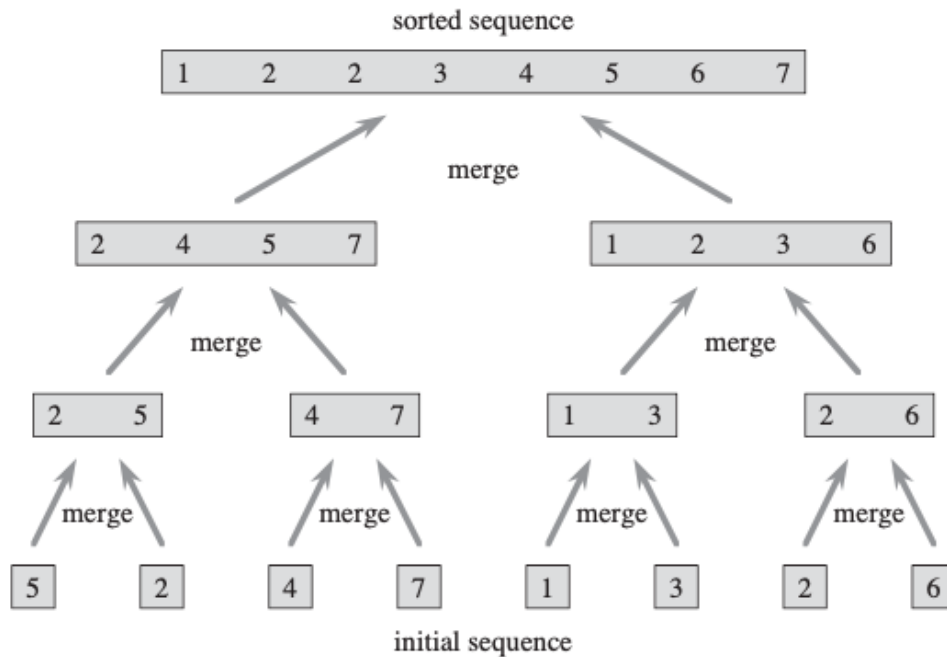 sorted sequence
1 2 2 3 4 5 6 7
merge
2 4 5 7
1 2 3 6
merge
merge
2 5
4 7
1 3
2 6
merge
merge
merge
merge
5
2
4
7
1
3
2
6
initial sequence